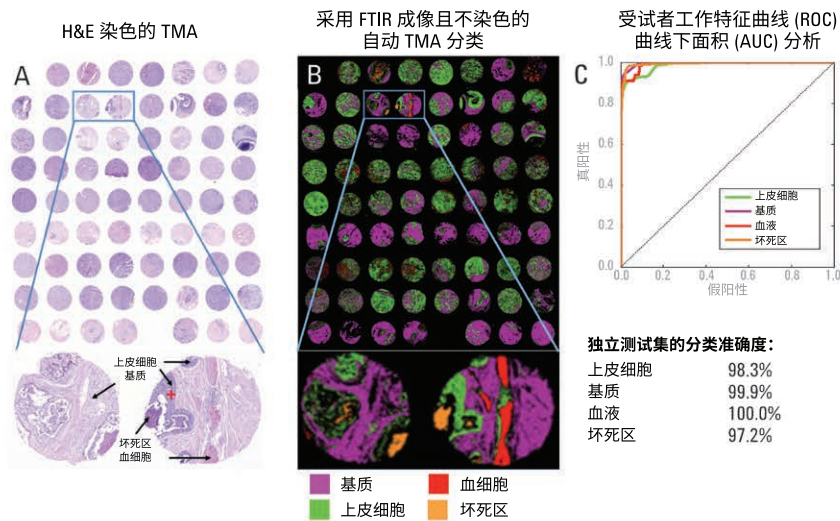 H&E 染色的 TMA
采用 FTIR 成像且不染色的
自动 TMA 分类
受试者工作特征曲线 (ROC)
曲线下面积 (AUC) 分析
A
B
C
上皮细胞
基质
坏死区
血细胞
基质
上皮细胞
血细胞
坏死区
真阳性
1.0
0.8
0.6
0.4
0.2
0.0
0.0
0.2
0.4
0.6
0.8
1.0
假阳性
上皮细胞
基质
血液
坏死区
独立测试集的分类准确度：
上皮细胞 98.3%
基质 99.9%
血液 100.0%
坏死区 97.2%